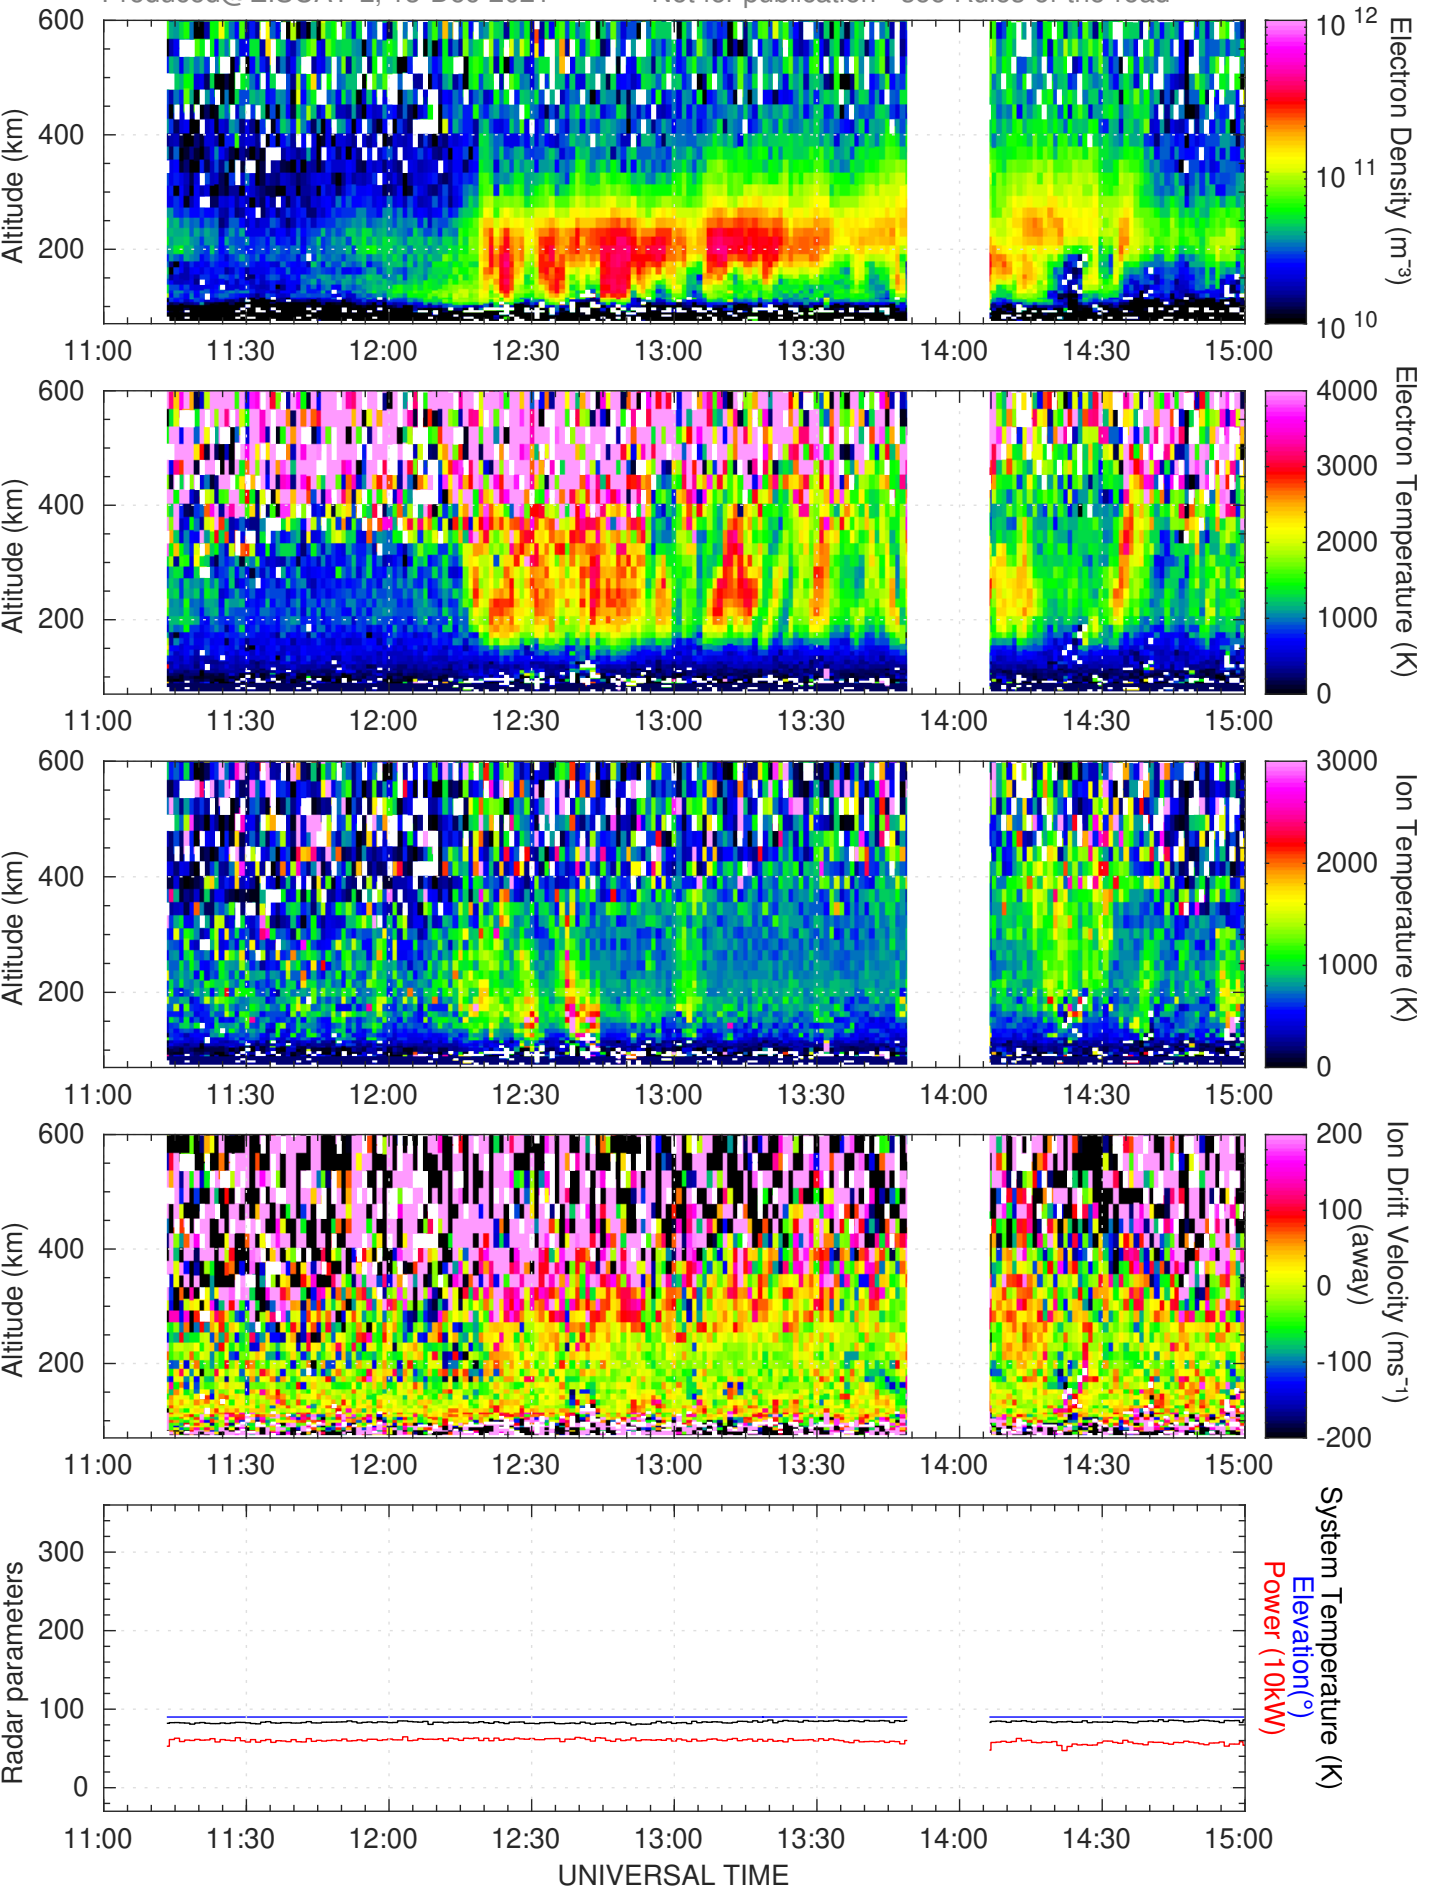 Not for publication - see Rules of the road
600
400
200
Altitude (km)
11:00 11:30 12:00 12:30 13:00 13:30 14:00 14:30 15:00
10 12
10 11
10 10
Electron Density (m⁻³)
600
400
200
Altitude (km)
11:00 11:30 12:00 12:30 13:00 13:30 14:00 14:30 15:00
4000
3000
2000
1000
0
Electron Temperature (K)
600
400
200
Altitude (km)
11:00 11:30 12:00 12:30 13:00 13:30 14:00 14:30 15:00
3000
2000
1000
0
Ion Temperature (K)
600
400
200
Altitude (km)
11:00 11:30 12:00 12:30 13:00 13:30 14:00 14:30 15:00
200
100
0
-100
-200
Ion Drift Velocity (ms⁻¹)
(away)
300
200
100
0
Radar parameters
11:00 11:30 12:00 12:30 13:00 13:30 14:00 14:30 15:00
System Temperature (K)
Elevation(°)
Power (10kW)
UNIVERSAL TIME